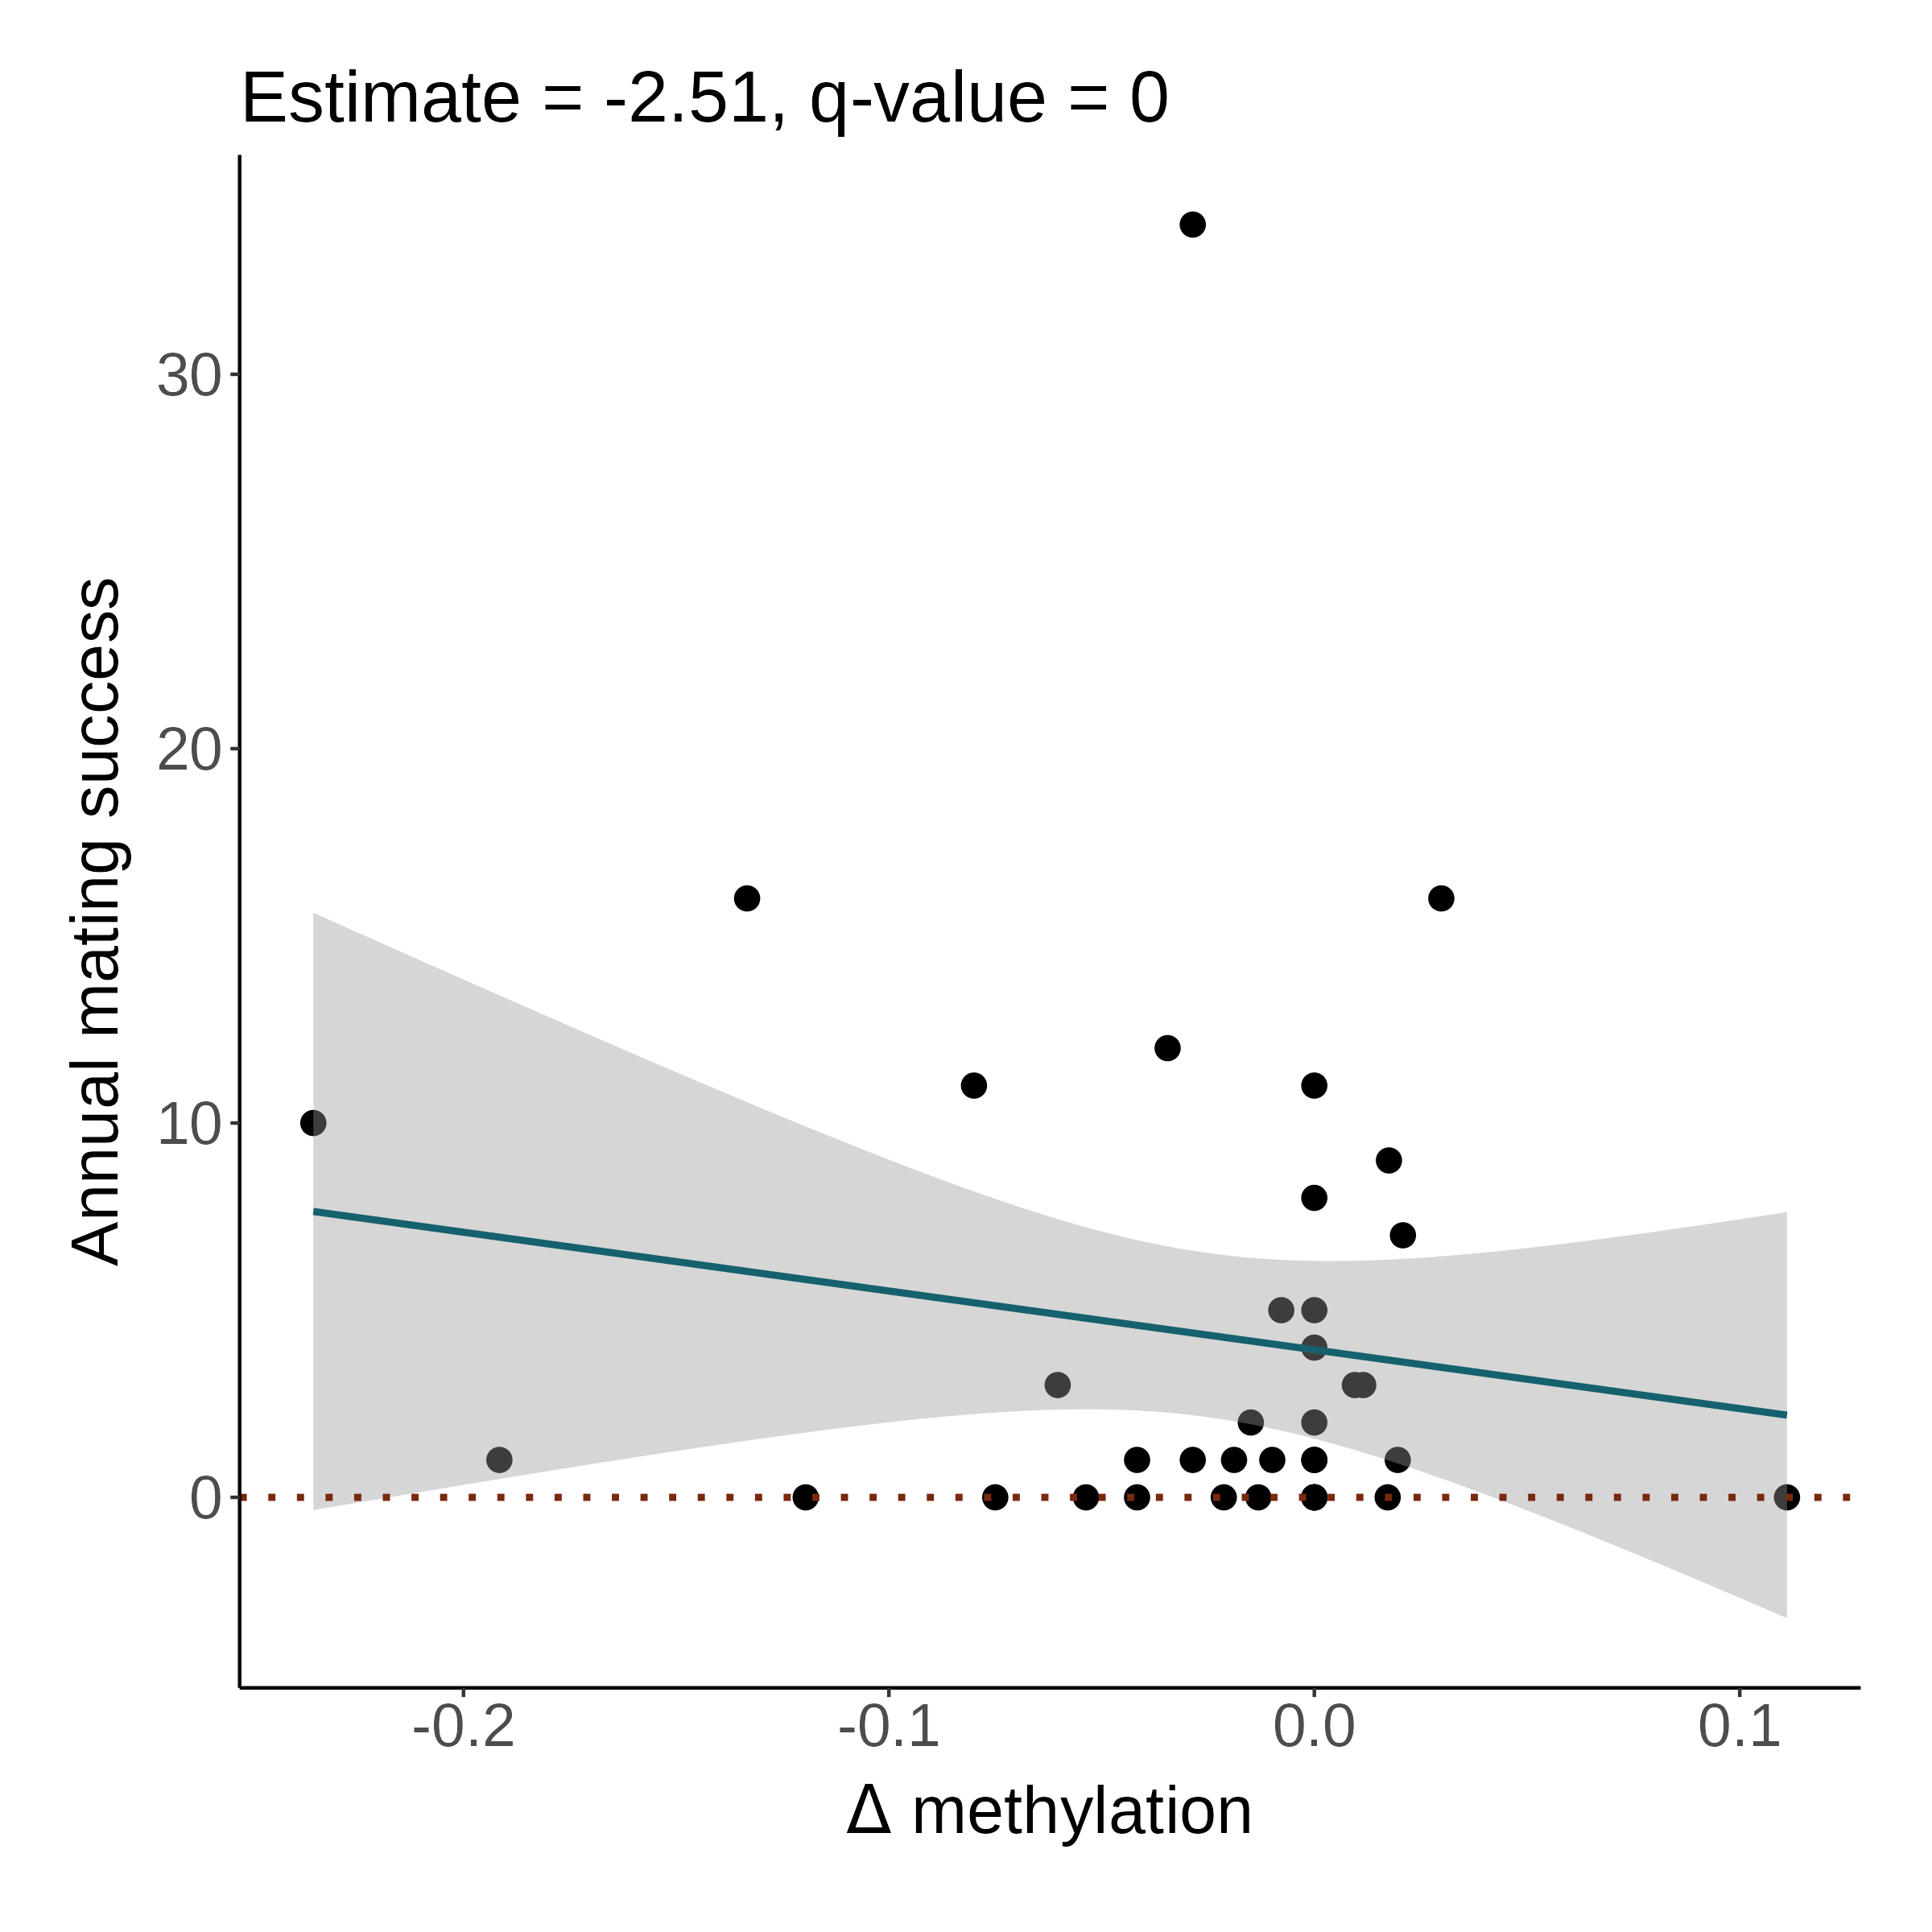 Estimate = -2.51, q-value = 0
Annual mating success
30
20
10
0
-0.2
-0.1
0.0
0.1
Δ methylation